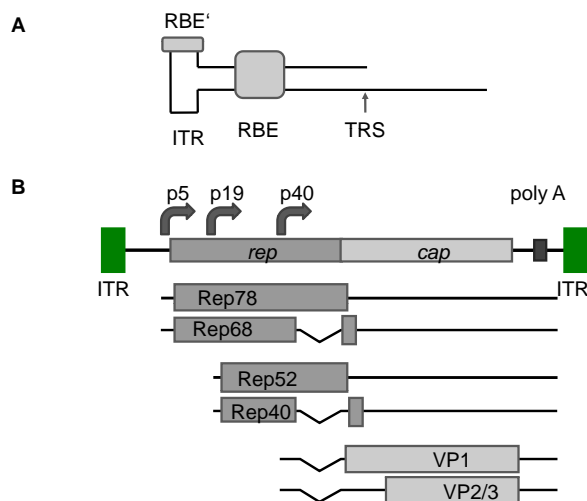 A
RBE‘
ITR
RBE
TRS
B
p5
p19
p40
poly A
rep
cap
ITR
ITR
Rep78
Rep68
Rep52
Rep40
VP1
VP2/3